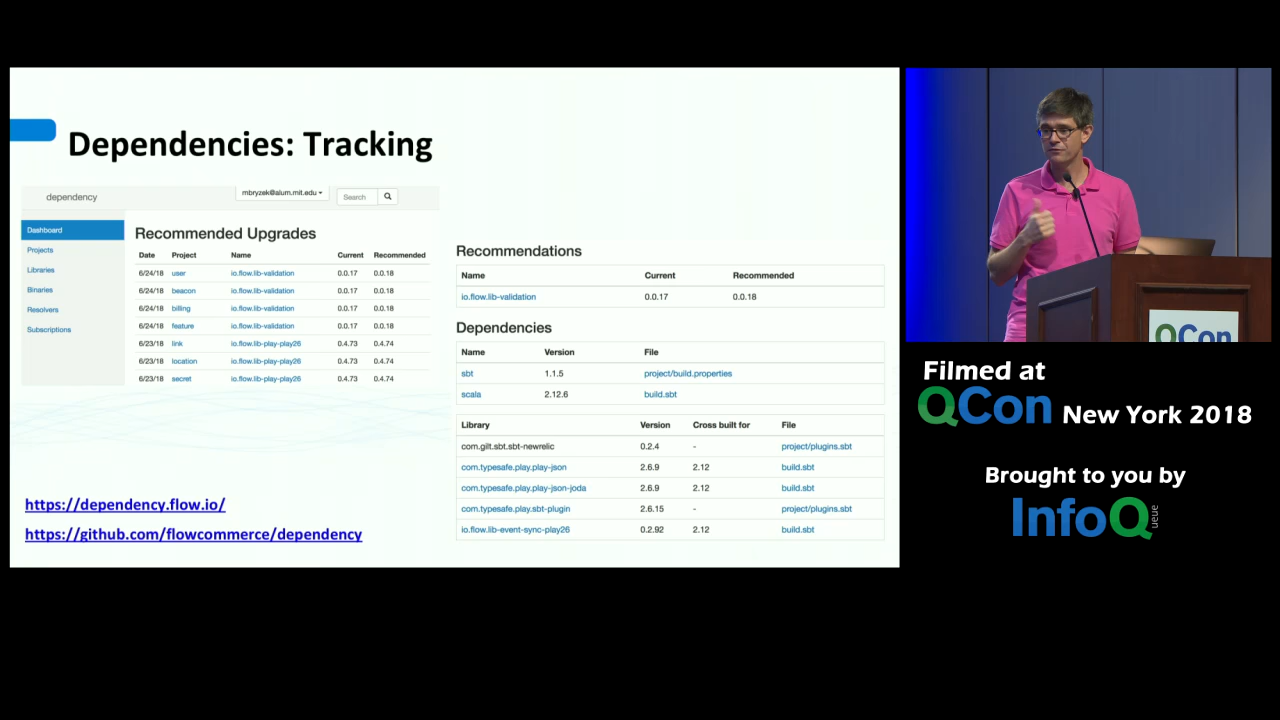 Dependencies: Tracking
dependency
mbryzek@alum.mit.edu
Search
Dashboard
Projects
Libraries
Binaries
Resolvers
Subscriptions
Recommended Upgrades
Date Project Name Current Recommended
6/24/18 user io.flow.lib-validation 0.0.17 0.0.18
6/24/18 beacon io.flow.lib-validation 0.0.17 0.0.18
6/24/18 billing io.flow.lib-validation 0.0.17 0.0.18
6/24/18 feature io.flow.lib-validation 0.0.17 0.0.18
6/23/18 link io.flow.lib-play-play26 0.4.73 0.4.74
6/23/18 location io.flow.lib-play-play26 0.4.73 0.4.74
6/23/18 secret io.flow.lib-play-play26 0.4.73 0.4.74
https://dependency.flow.io/
https://github.com/flowcommerce/dependency
Recommendations
Name Current Recommended
io.flow.lib-validation 0.0.17 0.0.18
Dependencies
Name Version File
sbt 1.1.5 project/build.properties
scala 2.12.6 build.sbt
Library Version Cross built for File
com.gilt.sbt.sbt-newrelic 0.2.4 - project/plugins.sbt
com.typesafe.play.play-json 2.6.9 2.12 build.sbt
com.typesafe.play.play-json-joda 2.6.9 2.12 build.sbt
com.typesafe.play.sbt-plugin 2.6.15 - project/plugins.sbt
io.flow.lib-event-sync-play26 0.2.92 2.12 build.sbt
QCon
Filmed at
QCon New York 2018
Brought to you by
InfoQ
ueue